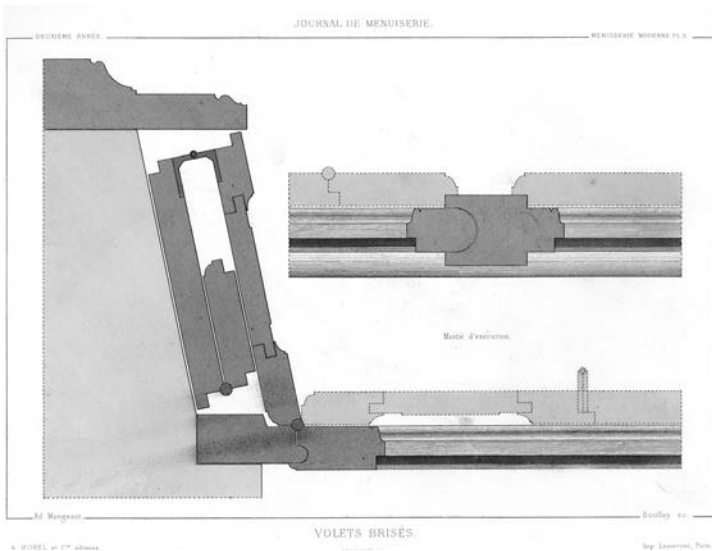 JOURNAL DE MENUISERIE.
DEUXIÈME ANNÉE.
MENUISERIE MODERNE PL. 5.
Moitié d'exécution.
Ad. Mangeant
VOLETS BRISÉS.
A. MOREL et Cie éditeurs
Imp. Lemercier, Paris